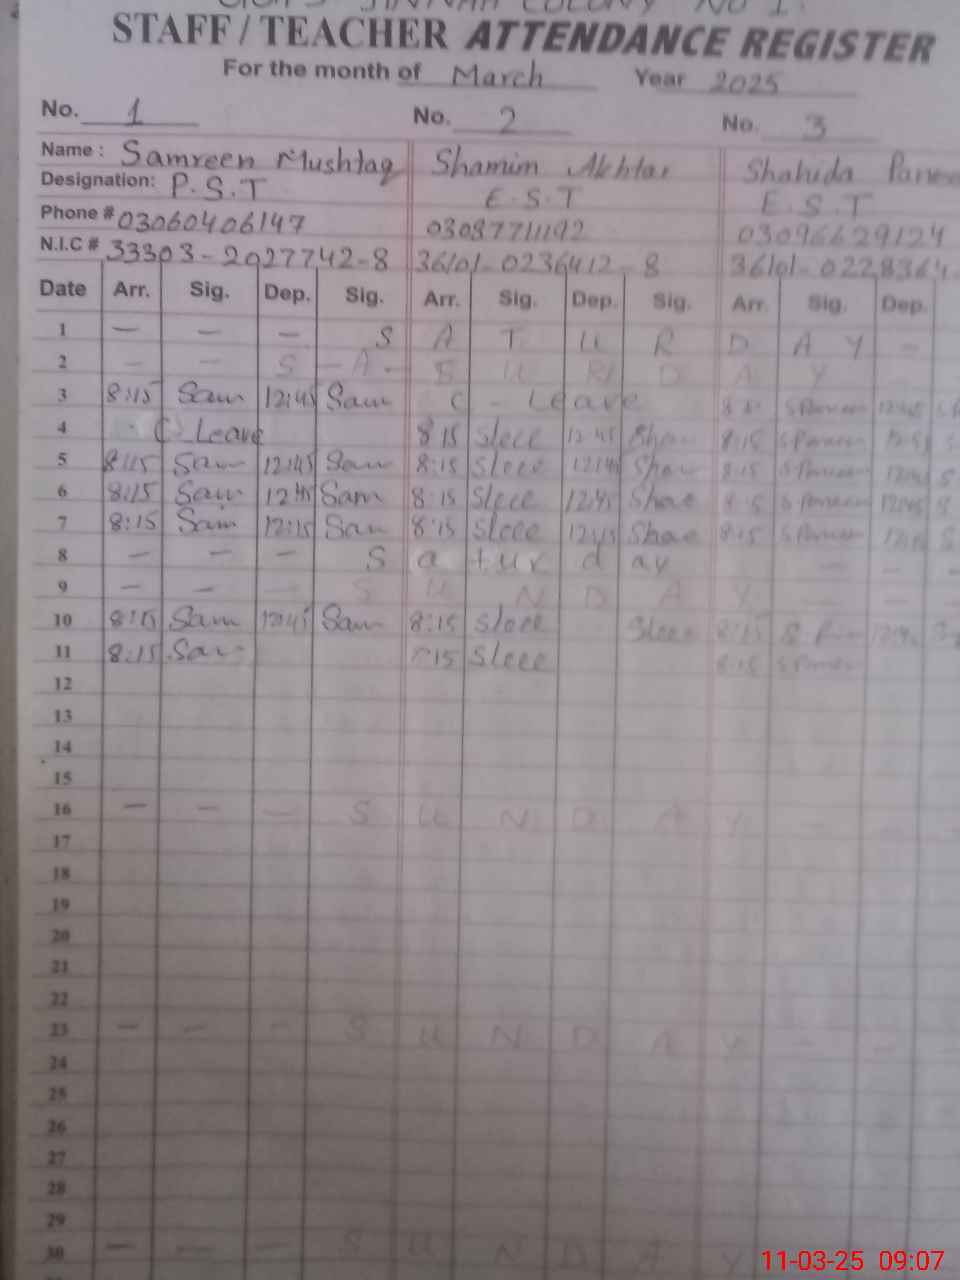 JINNAH COLONY No 1.
STAFF / TEACHER ATTENDANCE REGISTER
For the month of March Year 2025
No. 1 No. 2 No. 3
Name : Samreen Mushtaq Shamim Akhtar Shahida
Designation: P.S.T E.S.T E.S.T
Phone # 03060406147 03087711192 03096629124
N.I.C # 33303-2027742-8 36101-0236412-8 36101-0228364-
Date Arr. Sig. Dep. Sig. Arr. Sig. Dep. Sig. Arr. Sig. Dep.
1 — — — S A T U R D A Y -
2 — — S - A - S U R D A Y
3 8:15 Sam 12:45 Sam C - Leave
4 C Leave 8 15 12 45 8:15
5 8:15 Sam 12:45 Sam 8:15 12:45 8:15
6 8:15 Sam 12:45 Sam 8:15 12:45 8:15 12:45
7 8:15 Sam 12:15 Sam 8:15 12:45 8:15
8 — — — S a t u r d a y — - -
9 — — — S U N D A Y — — -
10 8:15 Sam 12:45 Sam 8:15 8:15
11 8:15 Sam 15 8:15
12
13
14
15
16 — — — S U N D A Y
17
18
19
20
21
22
23 — — — S U N D A Y — - -
24
25
26
27
28
29
30 — — — S U N D A Y
11-03-25 09:07